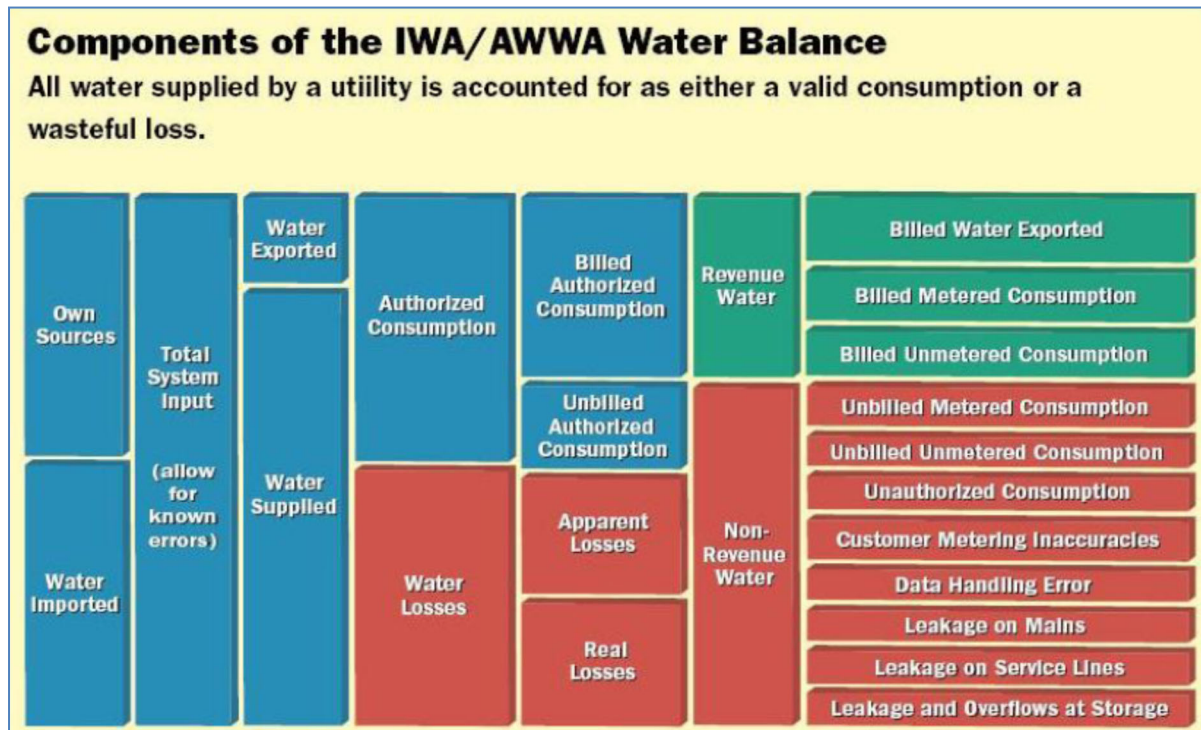 Components of the IWA/AWWA Water Balance
All water supplied by a utiility is accounted for as either a valid consumption or a
wasteful loss.
Own
Sources
Water
Imported
Total
System
Input
(allow
for
known
errors)
Water
Exported
Water
Supplied
Authorized
Consumption
Water
Losses
Billed
Authorized
Consumption
Unbilled
Authorized
Consumption
Apparent
Losses
Real
Losses
Revenue
Water
Non-
Revenue
Water
Billed Water Exported
Billed Metered Consumption
Billed Unmetered Consumption
Unbilled Metered Consumption
Unbilled Unmetered Consumption
Unauthorized Consumption
Customer Metering Inaccuracies
Data Handling Error
Leakage on Mains
Leakage on Service Lines
Leakage and Overflows at Storage